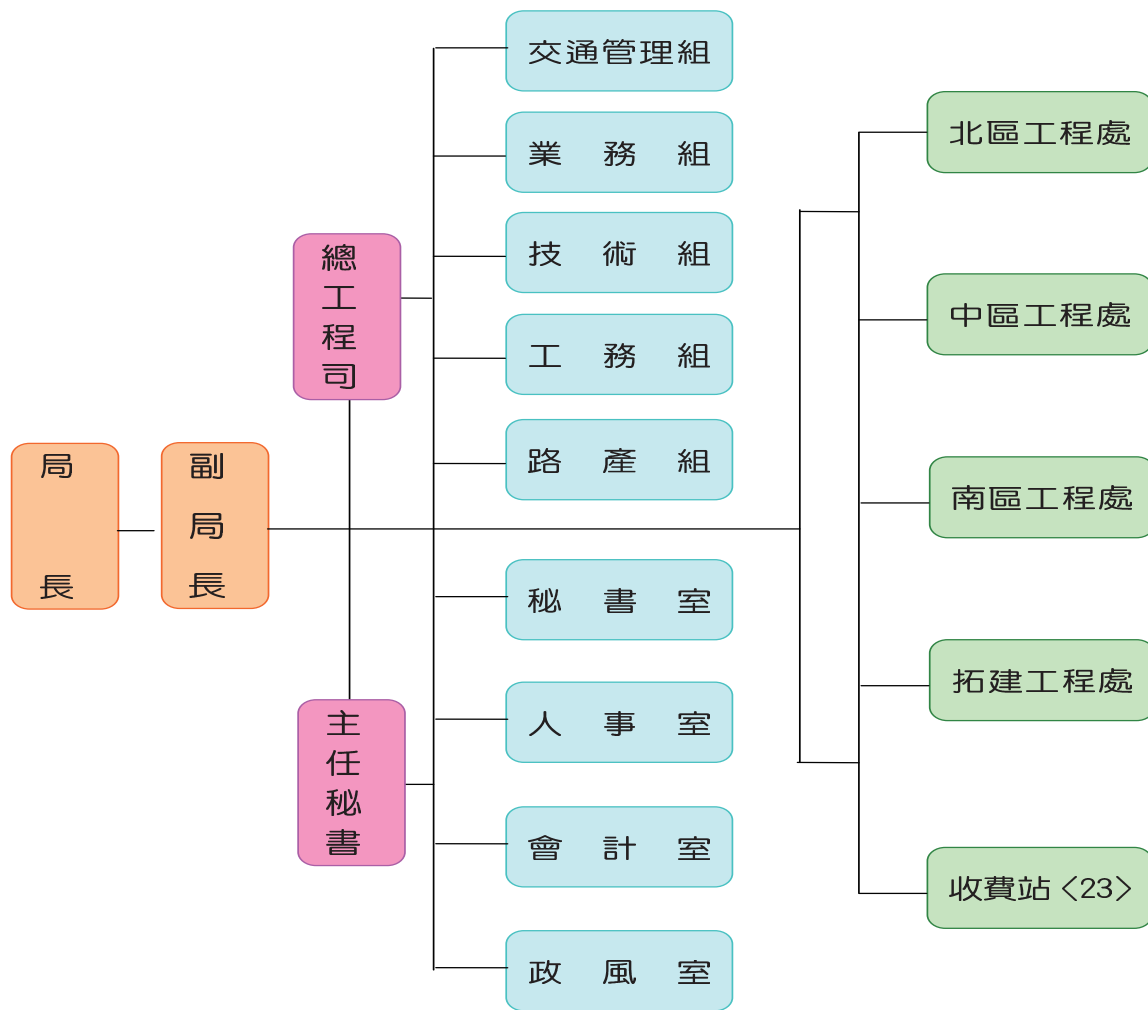 局長
副局長
總工程司
主任秘書
交通管理組
業務組
技術組
工務組
路產組
秘書室
人事室
會計室
政風室
北區工程處
中區工程處
南區工程處
拓建工程處
收費站<23>